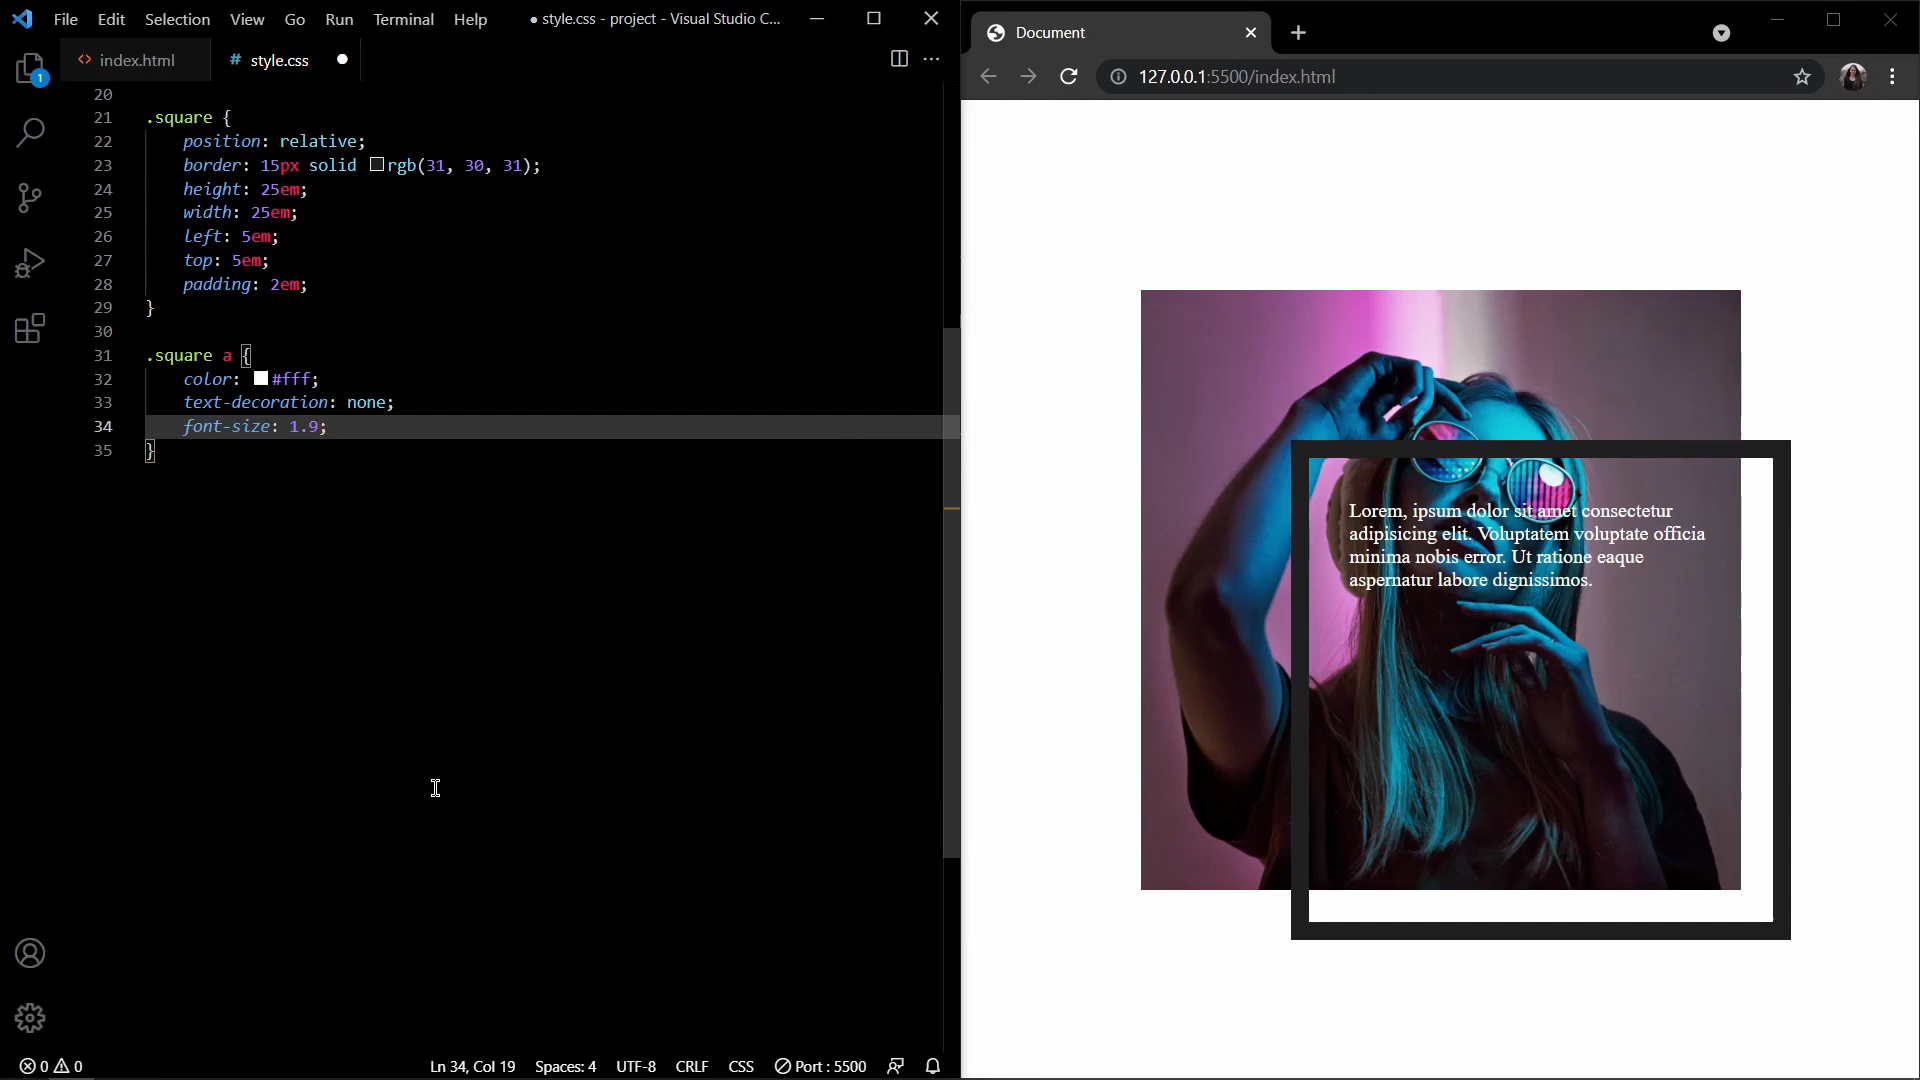 File Edit Selection View Go Run Terminal Help ● style.css - project - Visual Studio C...
<> index.html # style.css ●
20
21 .square {
22 position: relative;
23 border: 15px solid rgb(31, 30, 31);
24 height: 25em;
25 width: 25em;
26 left: 5em;
27 top: 5em;
28 padding: 2em;
29 }
30
31 .square a {
32 color: #fff;
33 text-decoration: none;
34 font-size: 1.9;
35 }
1
0 0 Ln 34, Col 19 Spaces: 4 UTF-8 CRLF CSS Port : 5500
Document
127.0.0.1:5500/index.html
Lorem, ipsum dolor sit amet consectetur
adipisicing elit. Voluptatem voluptate officia
minima nobis error. Ut ratione eaque
aspernatur labore dignissimos.